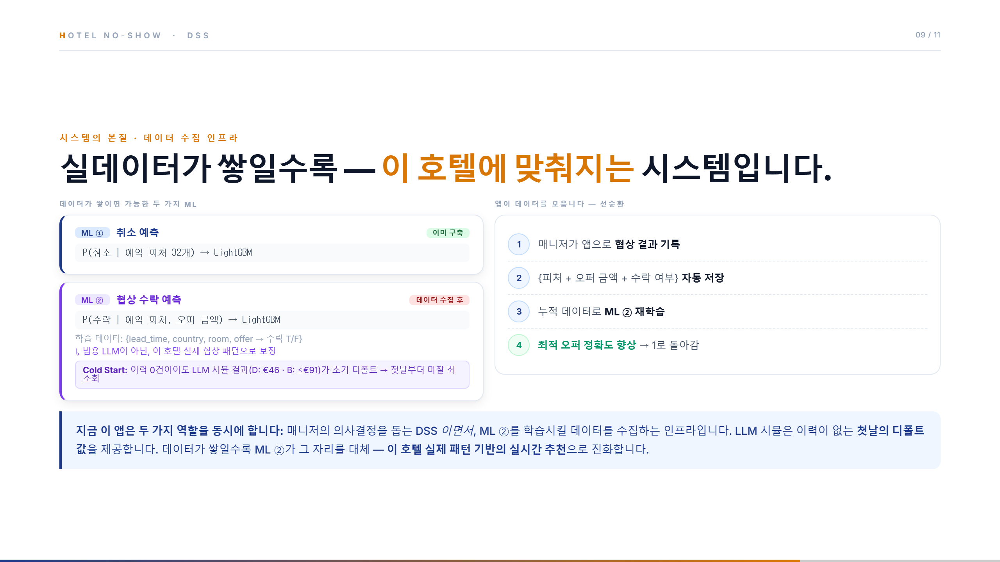 HOTEL NO-SHOW · DSS
09 / 11
시스템의 본질 · 데이터 수집 인프라
실데이터가 쌓일수록 — 이 호텔에 맞춰지는 시스템입니다.
데이터가 쌓이면 가능한 두 가지 ML
ML ① 취소 예측
이미 구축
P(취소 | 예약 피처 32개) → LightGBM
ML ② 협상 수락 예측
데이터 수집 후
P(수락 | 예약 피처, 오퍼 금액) → LightGBM
학습 데이터: {lead_time, country, room, offer → 수락 T/F}
↳ 범용 LLM이 아닌, 이 호텔 실제 협상 패턴으로 보정
Cold Start: 이력 0건이어도 LLM 시뮬 결과(D: €46 · B: ≤€91)가 초기 디폴트 → 첫날부터 마찰 최
소화
앱이 데이터를 모읍니다 — 선순환
1 매니저가 앱으로 협상 결과 기록
2 {피처 + 오퍼 금액 + 수락 여부} 자동 저장
3 누적 데이터로 ML ② 재학습
4 최적 오퍼 정확도 향상 → 1로 돌아감
지금 이 앱은 두 가지 역할을 동시에 합니다: 매니저의 의사결정을 돕는 DSS 이면서, ML ②를 학습시킬 데이터를 수집하는 인프라입니다. LLM 시뮬은 이력이 없는 첫날의 디폴트
값을 제공합니다. 데이터가 쌓일수록 ML ②가 그 자리를 대체 — 이 호텔 실제 패턴 기반의 실시간 추천으로 진화합니다.